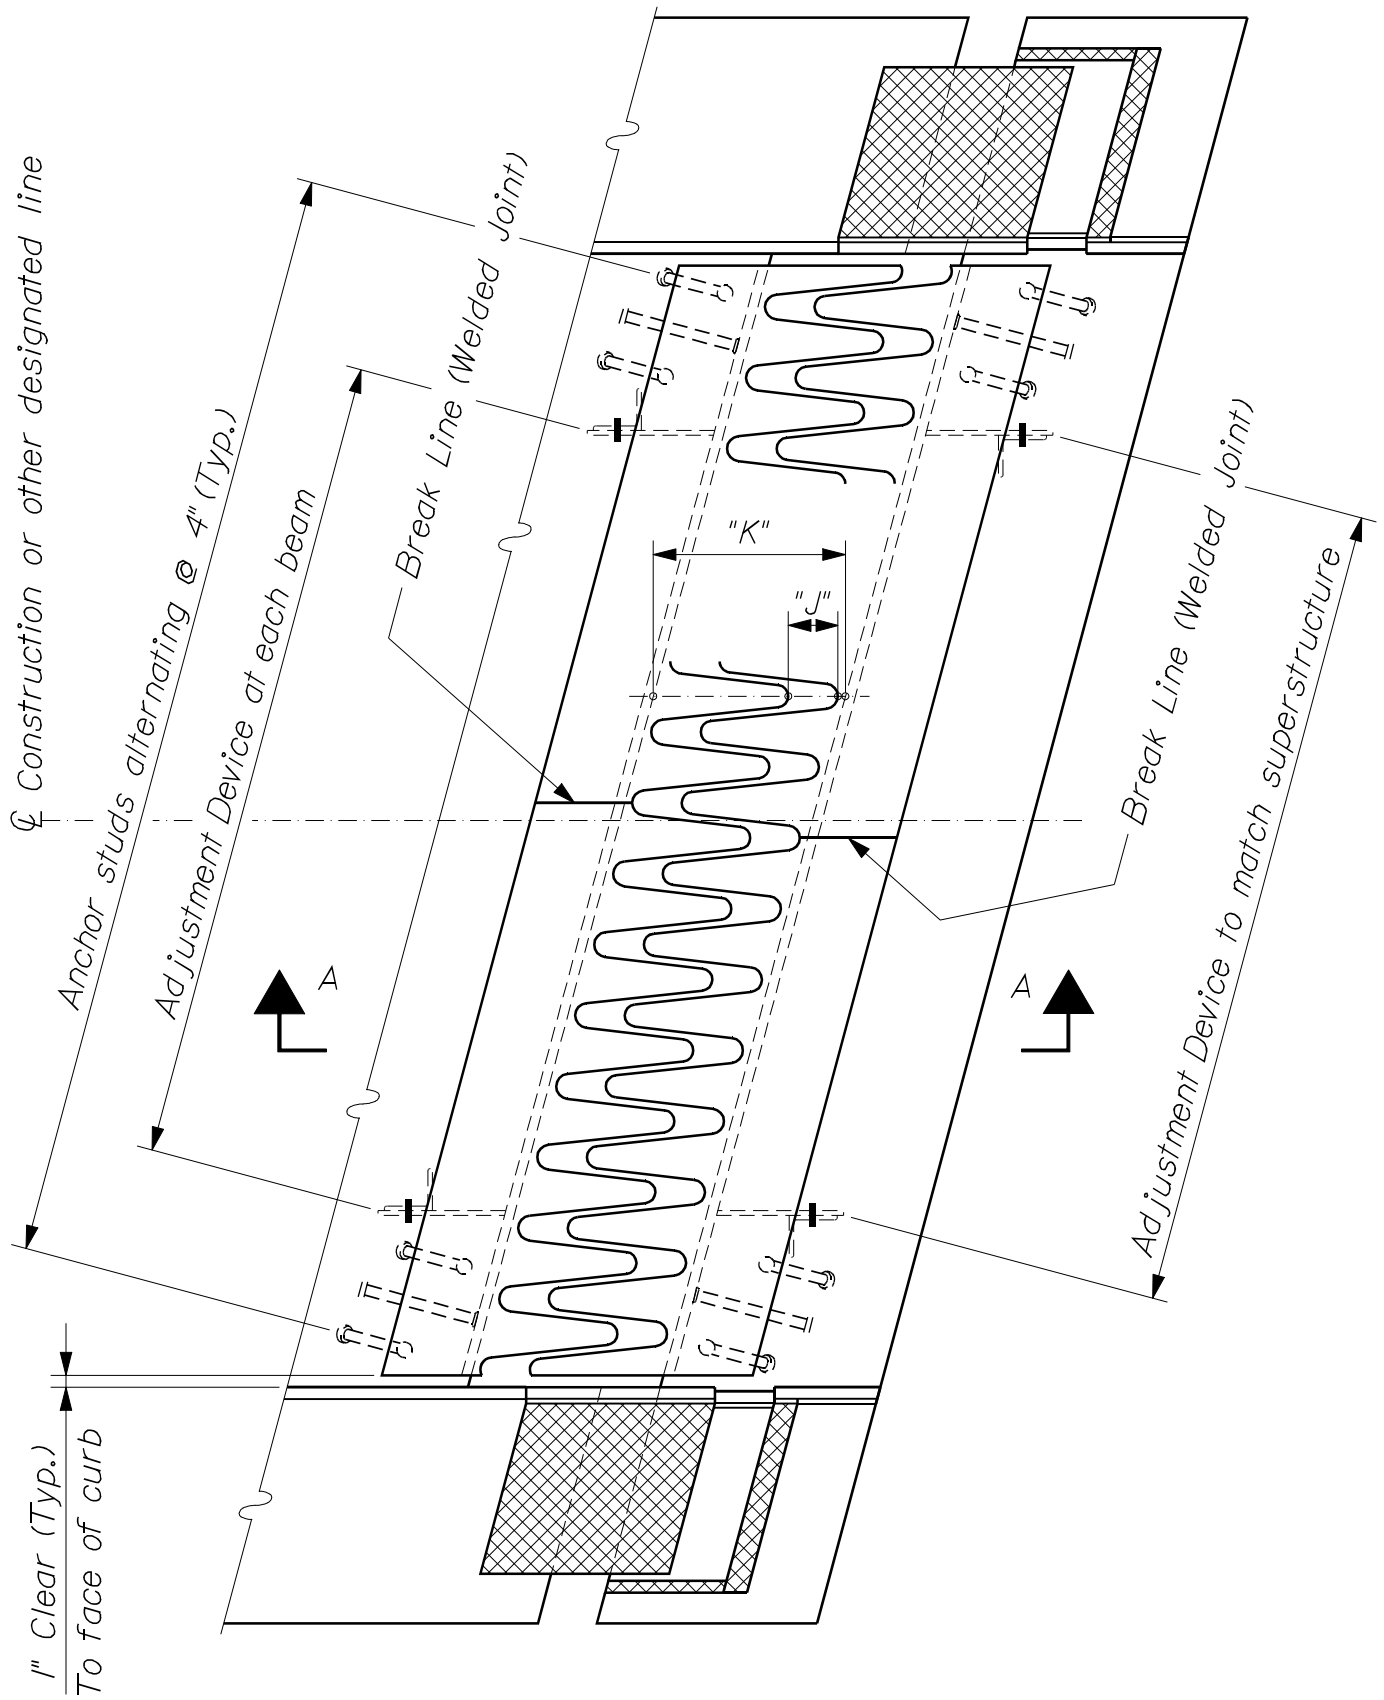 ℄ Construction or other designated line
Anchor studs alternating @ 4" (Typ.)
Adjustment Device at each beam
Break Line (Welded Joint)
"K"
"J"
Break Line (Welded Joint)
Adjustment Device to match superstructure
A
A
1" Clear (Typ.)
To face of curb